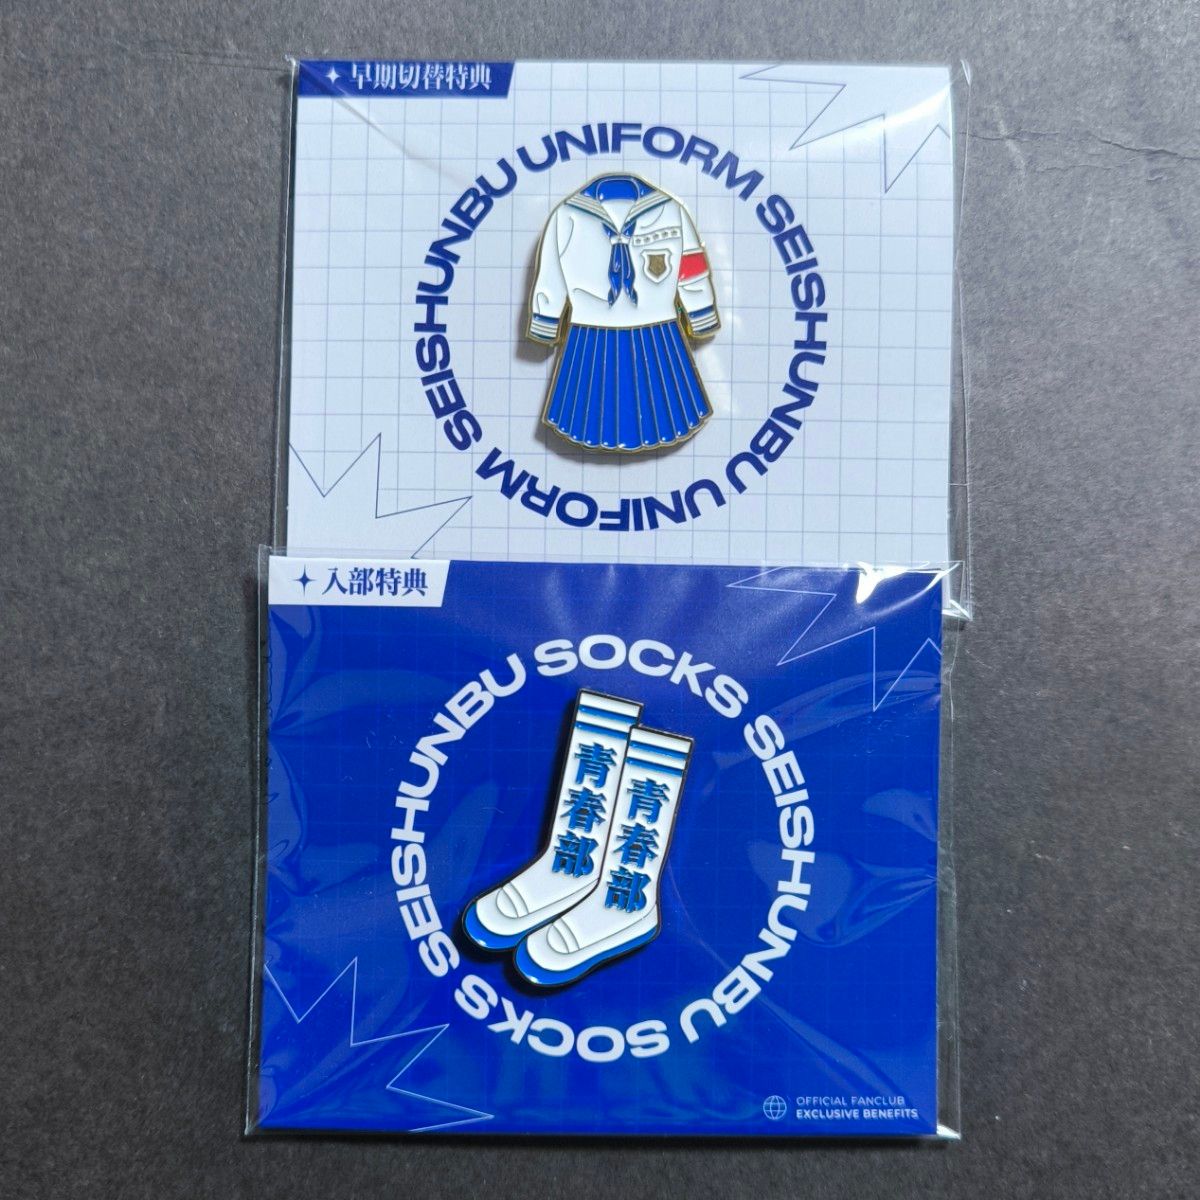 早期切替特典
SEISHUNBU UNIFORM SEISHUNBU UNIFORM
入部特典
SEISHUNBU SOCKS SEISHUNBU SOCKS
青春部
青春部
OFFICIAL FANCLUB
EXCLUSIVE BENEFITS